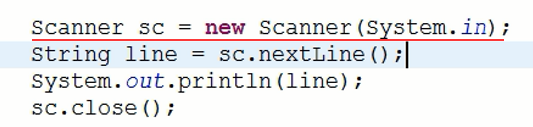 Scanner sc = new Scanner(System.in);
String line = sc.nextLine();
System.out.println(line);
sc.close();